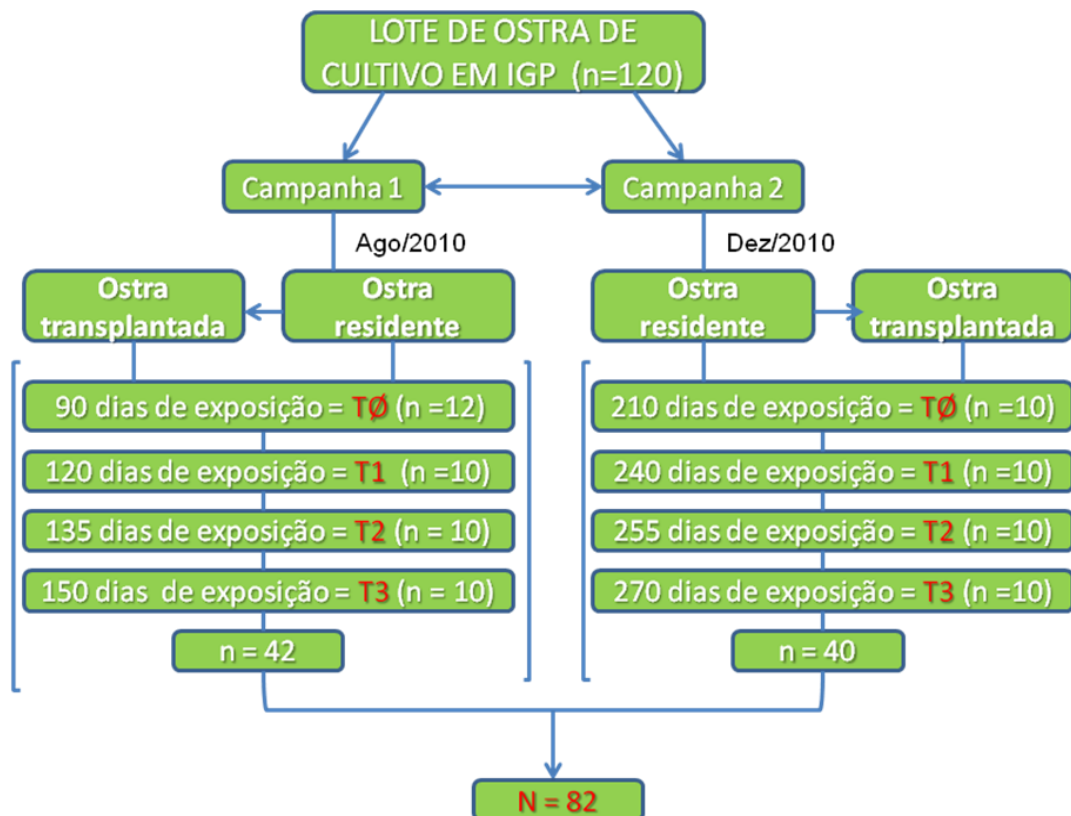 LOTE DE OSTRA DE
CULTIVO EM IGP (n=120)
Campanha 1
Campanha 2
Ago/2010
Dez/2010
Ostra
transplantada
Ostra
residente
Ostra
residente
Ostra
transplantada
90 dias de exposição = TØ (n =12)
120 dias de exposição = T1 (n =10)
135 dias de exposição = T2 (n = 10)
150 dias de exposição = T3 (n = 10)
n = 42
210 dias de exposição = TØ (n =10)
240 dias de exposição = T1 (n =10)
255 dias de exposição = T2 (n =10)
270 dias de exposição = T3 (n =10)
n = 40
N = 82